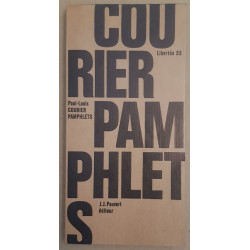 COU
Libertés 33
RIER
Paul-Louis
COURIER
PAMPHLETS
PAM
PHLET
J.J. Pauvert
éditeur
S